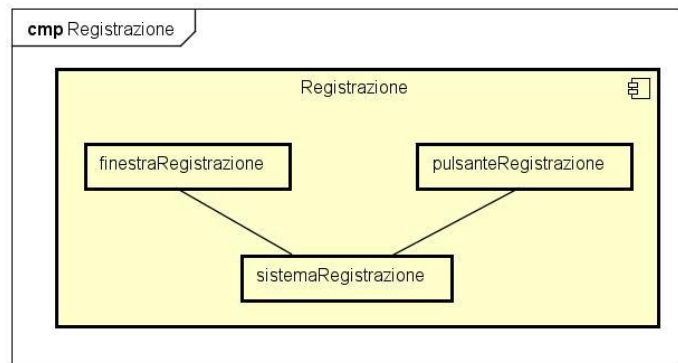 cmp Registrazione
Registrazione
finestraRegistrazione
pulsanteRegistrazione
sistemaRegistrazione